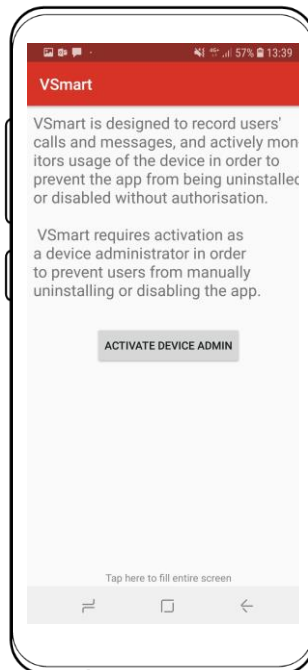 57% 13:39
VSmart
VSmart is designed to record users'
calls and messages, and actively mon
itors usage of the device in order to
prevent the app from being uninstalled
or disabled without authorisation.
VSmart requires activation as
a device administrator in order
to prevent users from manually
uninstalling or disabling the app.
ACTIVATE DEVICE ADMIN
Tap here to fill entire screen